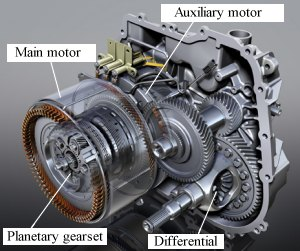 Auxiliary motor
Main motor
Planetary gearset
Differential